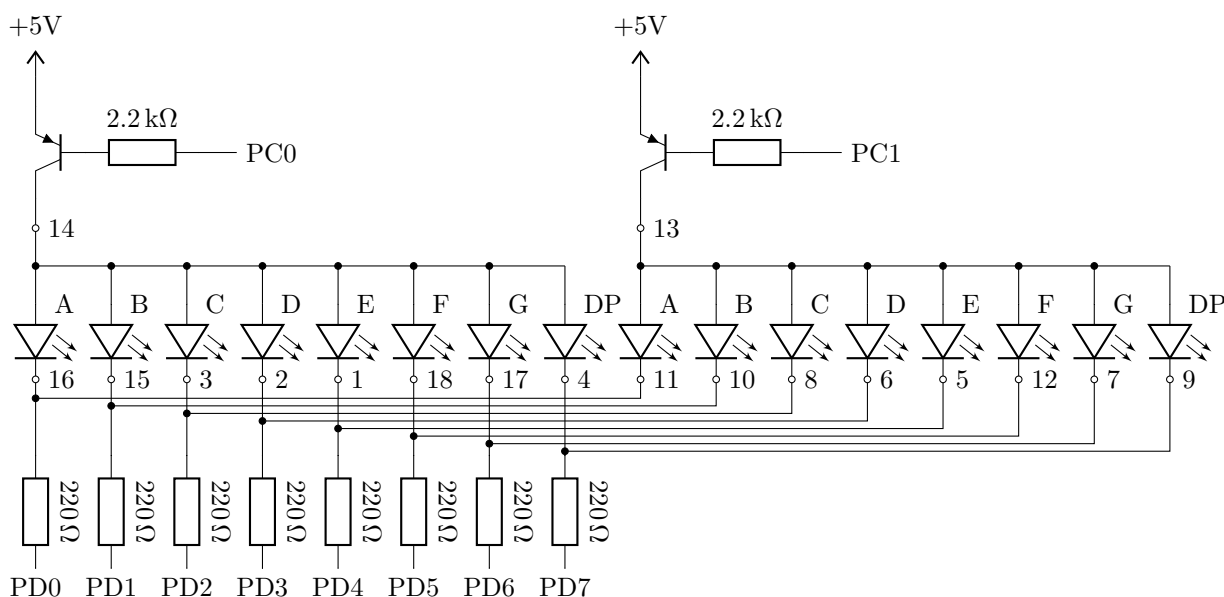 +5V +5V
2.2 kΩ 2.2 kΩ
PC0 PC1
14 13
A B C D E F G DP A B C D E F G DP
16 15 3 2 1 18 17 4 11 10 8 6 5 12 7 9
220 Ω 220 Ω 220 Ω 220 Ω 220 Ω 220 Ω 220 Ω 220 Ω
PD0 PD1 PD2 PD3 PD4 PD5 PD6 PD7